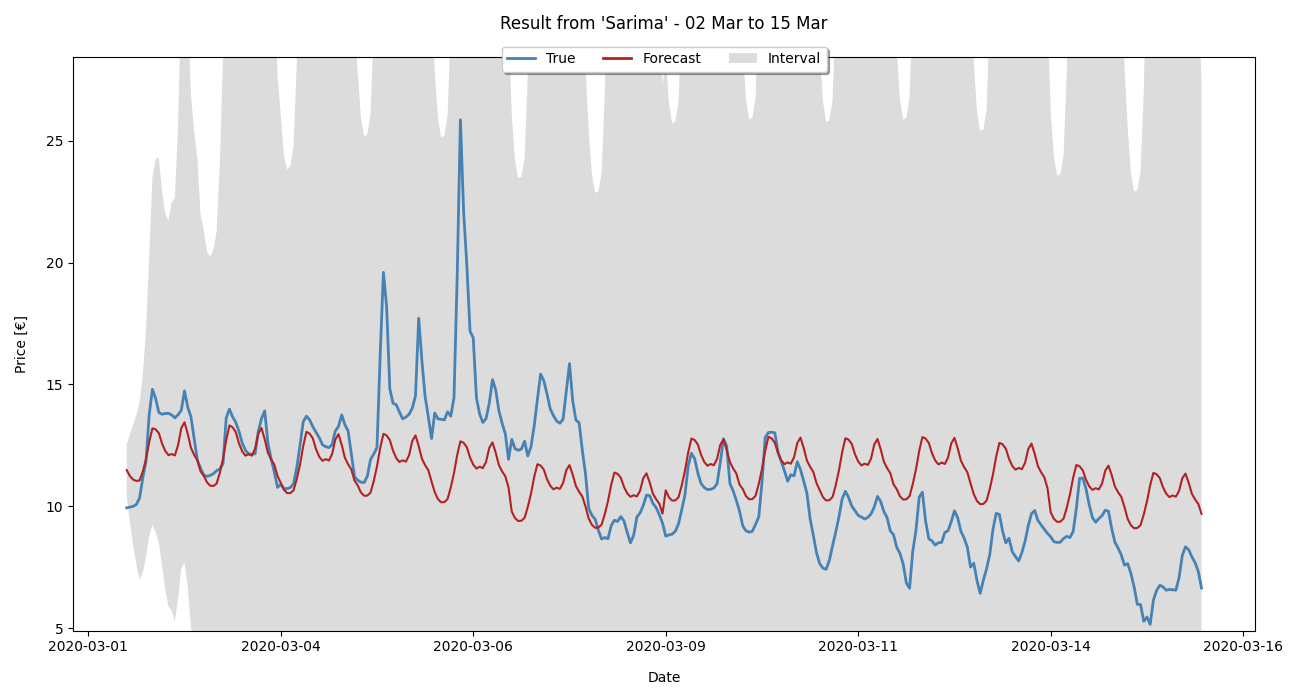 Result from 'Sarima' - 02 Mar to 15 Mar
True Forecast Interval
25
20
15
10
5
Price [€]
2020-03-01 2020-03-04 2020-03-06 2020-03-09 2020-03-11 2020-03-14 2020-03-16
Date